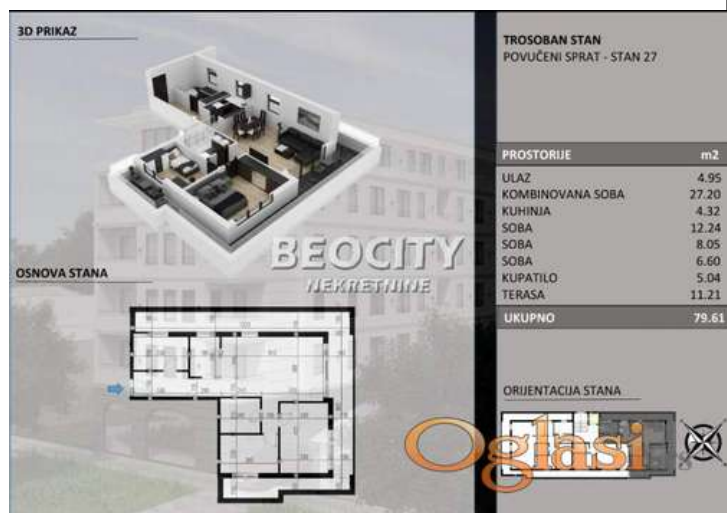 3D PRIKAZ
OSNOVA STANA
BEOCITY
NEKRETNINE
TROSOBAN STAN
POVUČENI SPRAT - STAN 27
PROSTORIJE m2
ULAZ 4.95
KOMBINOVANA SOBA 27.20
KUHINJA 4.32
SOBA 12.24
SOBA 8.05
SOBA 6.60
KUPATILO 5.04
TERASA 11.21
UKUPNO 79.61
ORIJENTACIJA STANA
Oglasi